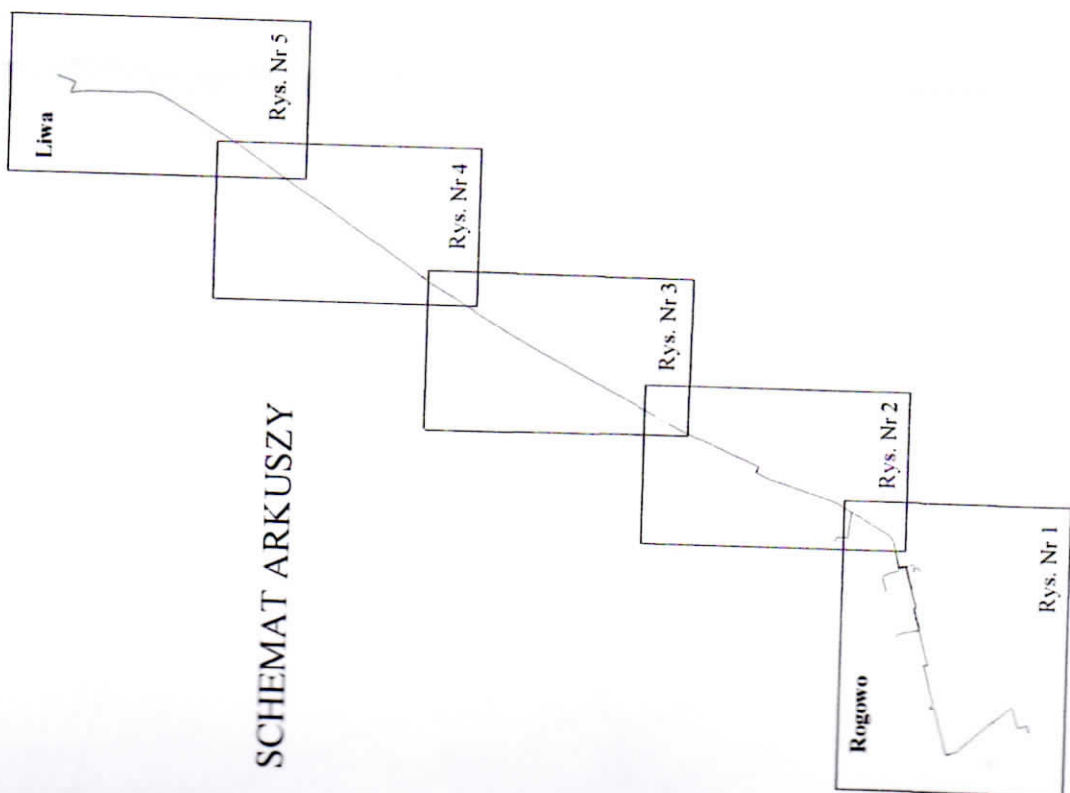 SCHEMAT ARKUSZY
Liwa
Rys. Nr 5
Rys. Nr 4
Rys. Nr 3
Rys. Nr 2
Rogowo
Rys. Nr 1